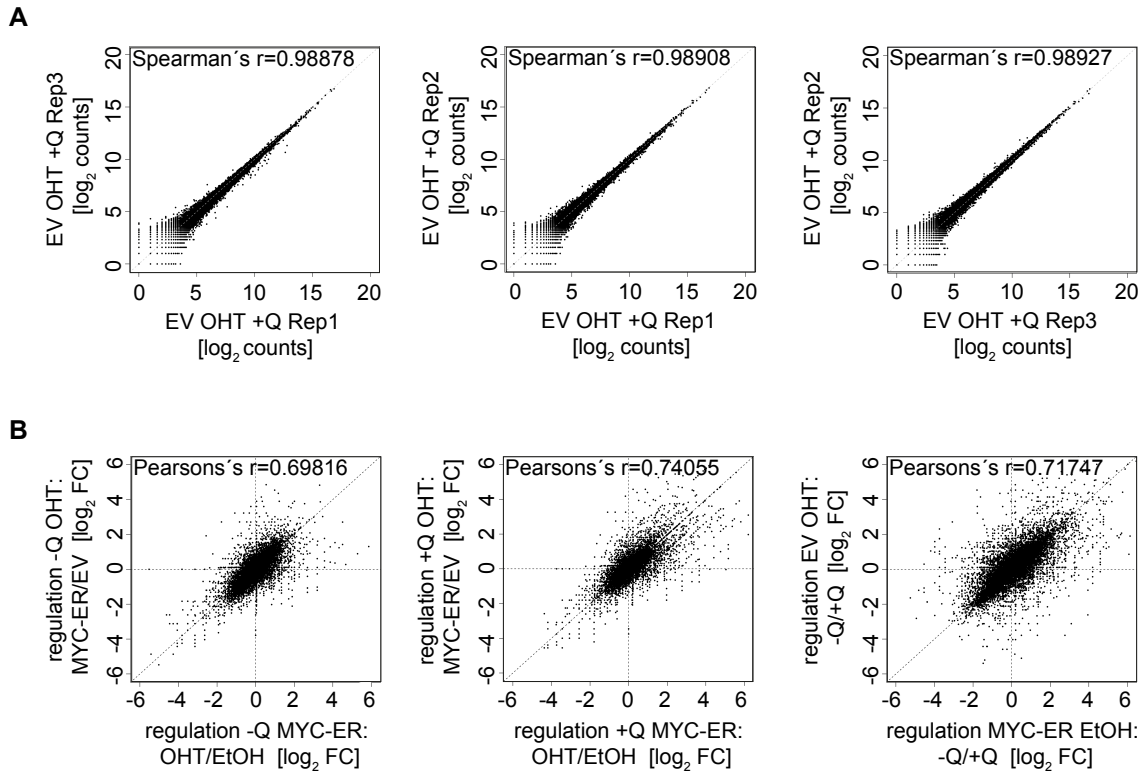 A
Spearman´s r=0.98878
EV OHT +Q Rep3
[log2 counts]
0 5 10 15 20
0 5 10 15 20
EV OHT +Q Rep1
[log2 counts]
Spearman´s r=0.98908
EV OHT +Q Rep2
[log2 counts]
0 5 10 15 20
0 5 10 15 20
EV OHT +Q Rep1
[log2 counts]
Spearman´s r=0.98927
EV OHT +Q Rep2
[log2 counts]
0 5 10 15 20
0 5 10 15 20
EV OHT +Q Rep3
[log2 counts]
B
Pearsons´s r=0.69816
regulation -Q OHT:
MYC-ER/EV [log2 FC]
-6 -4 -2 0 2 4 6
-6 -4 -2 0 2 4 6
regulation -Q MYC-ER:
OHT/EtOH [log2 FC]
Pearsons´s r=0.74055
regulation +Q OHT:
MYC-ER/EV [log2 FC]
-6 -4 -2 0 2 4 6
-6 -4 -2 0 2 4 6
regulation +Q MYC-ER:
OHT/EtOH [log2 FC]
Pearsons´s r=0.71747
regulation EV OHT:
-Q/+Q [log2 FC]
-6 -4 -2 0 2 4 6
-6 -4 -2 0 2 4 6
regulation MYC-ER EtOH:
-Q/+Q [log2 FC]